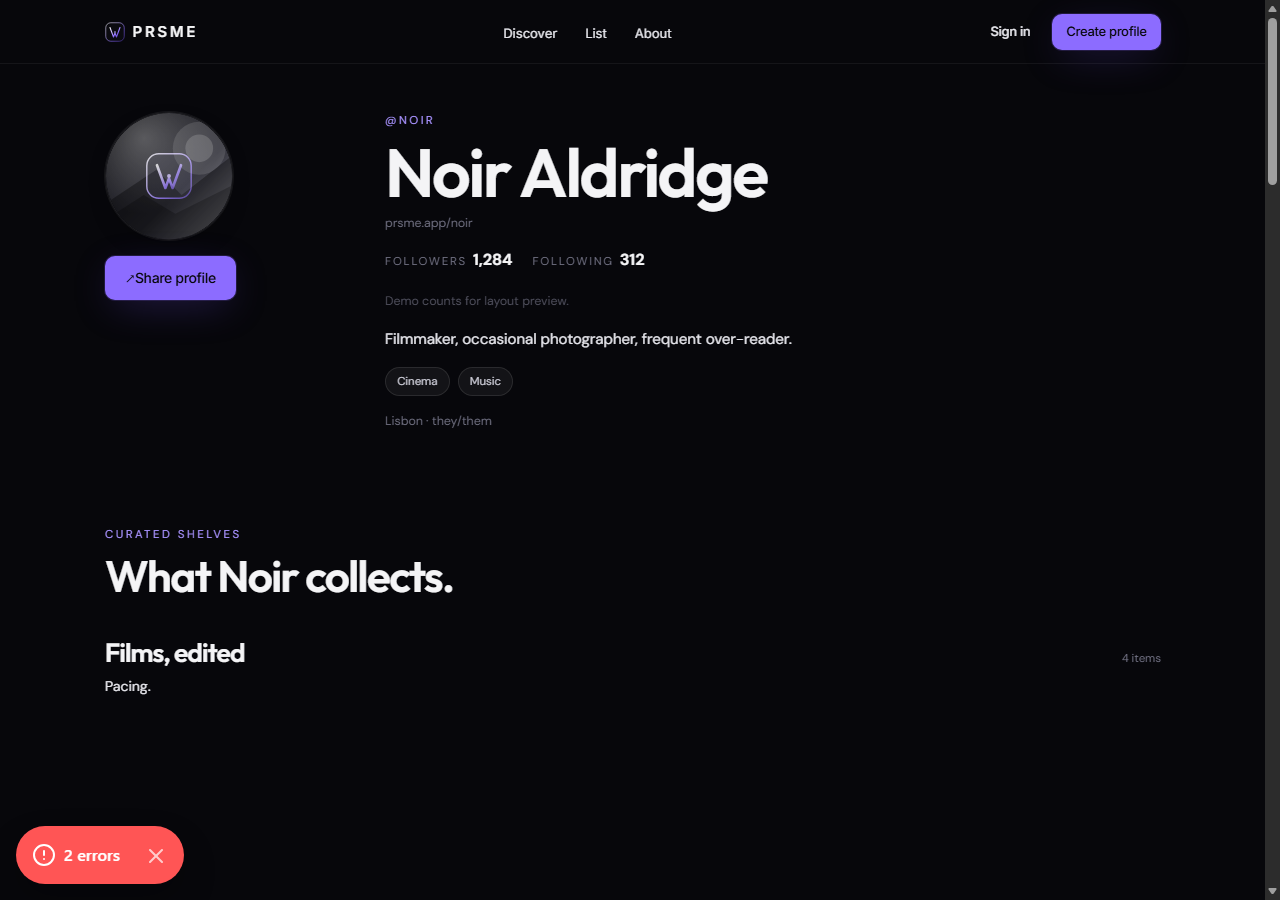 PRSME
Discover
List
About
Sign in
Create profile
↗Share profile
@NOIR
Noir Aldridge
prsme.app/noir
FOLLOWERS 1,284 FOLLOWING 312
Demo counts for layout preview.
Filmmaker, occasional photographer, frequent over-reader.
Cinema
Music
Lisbon · they/them
CURATED SHELVES
What Noir collects.
Films, edited
4 items
Pacing.
2 errors